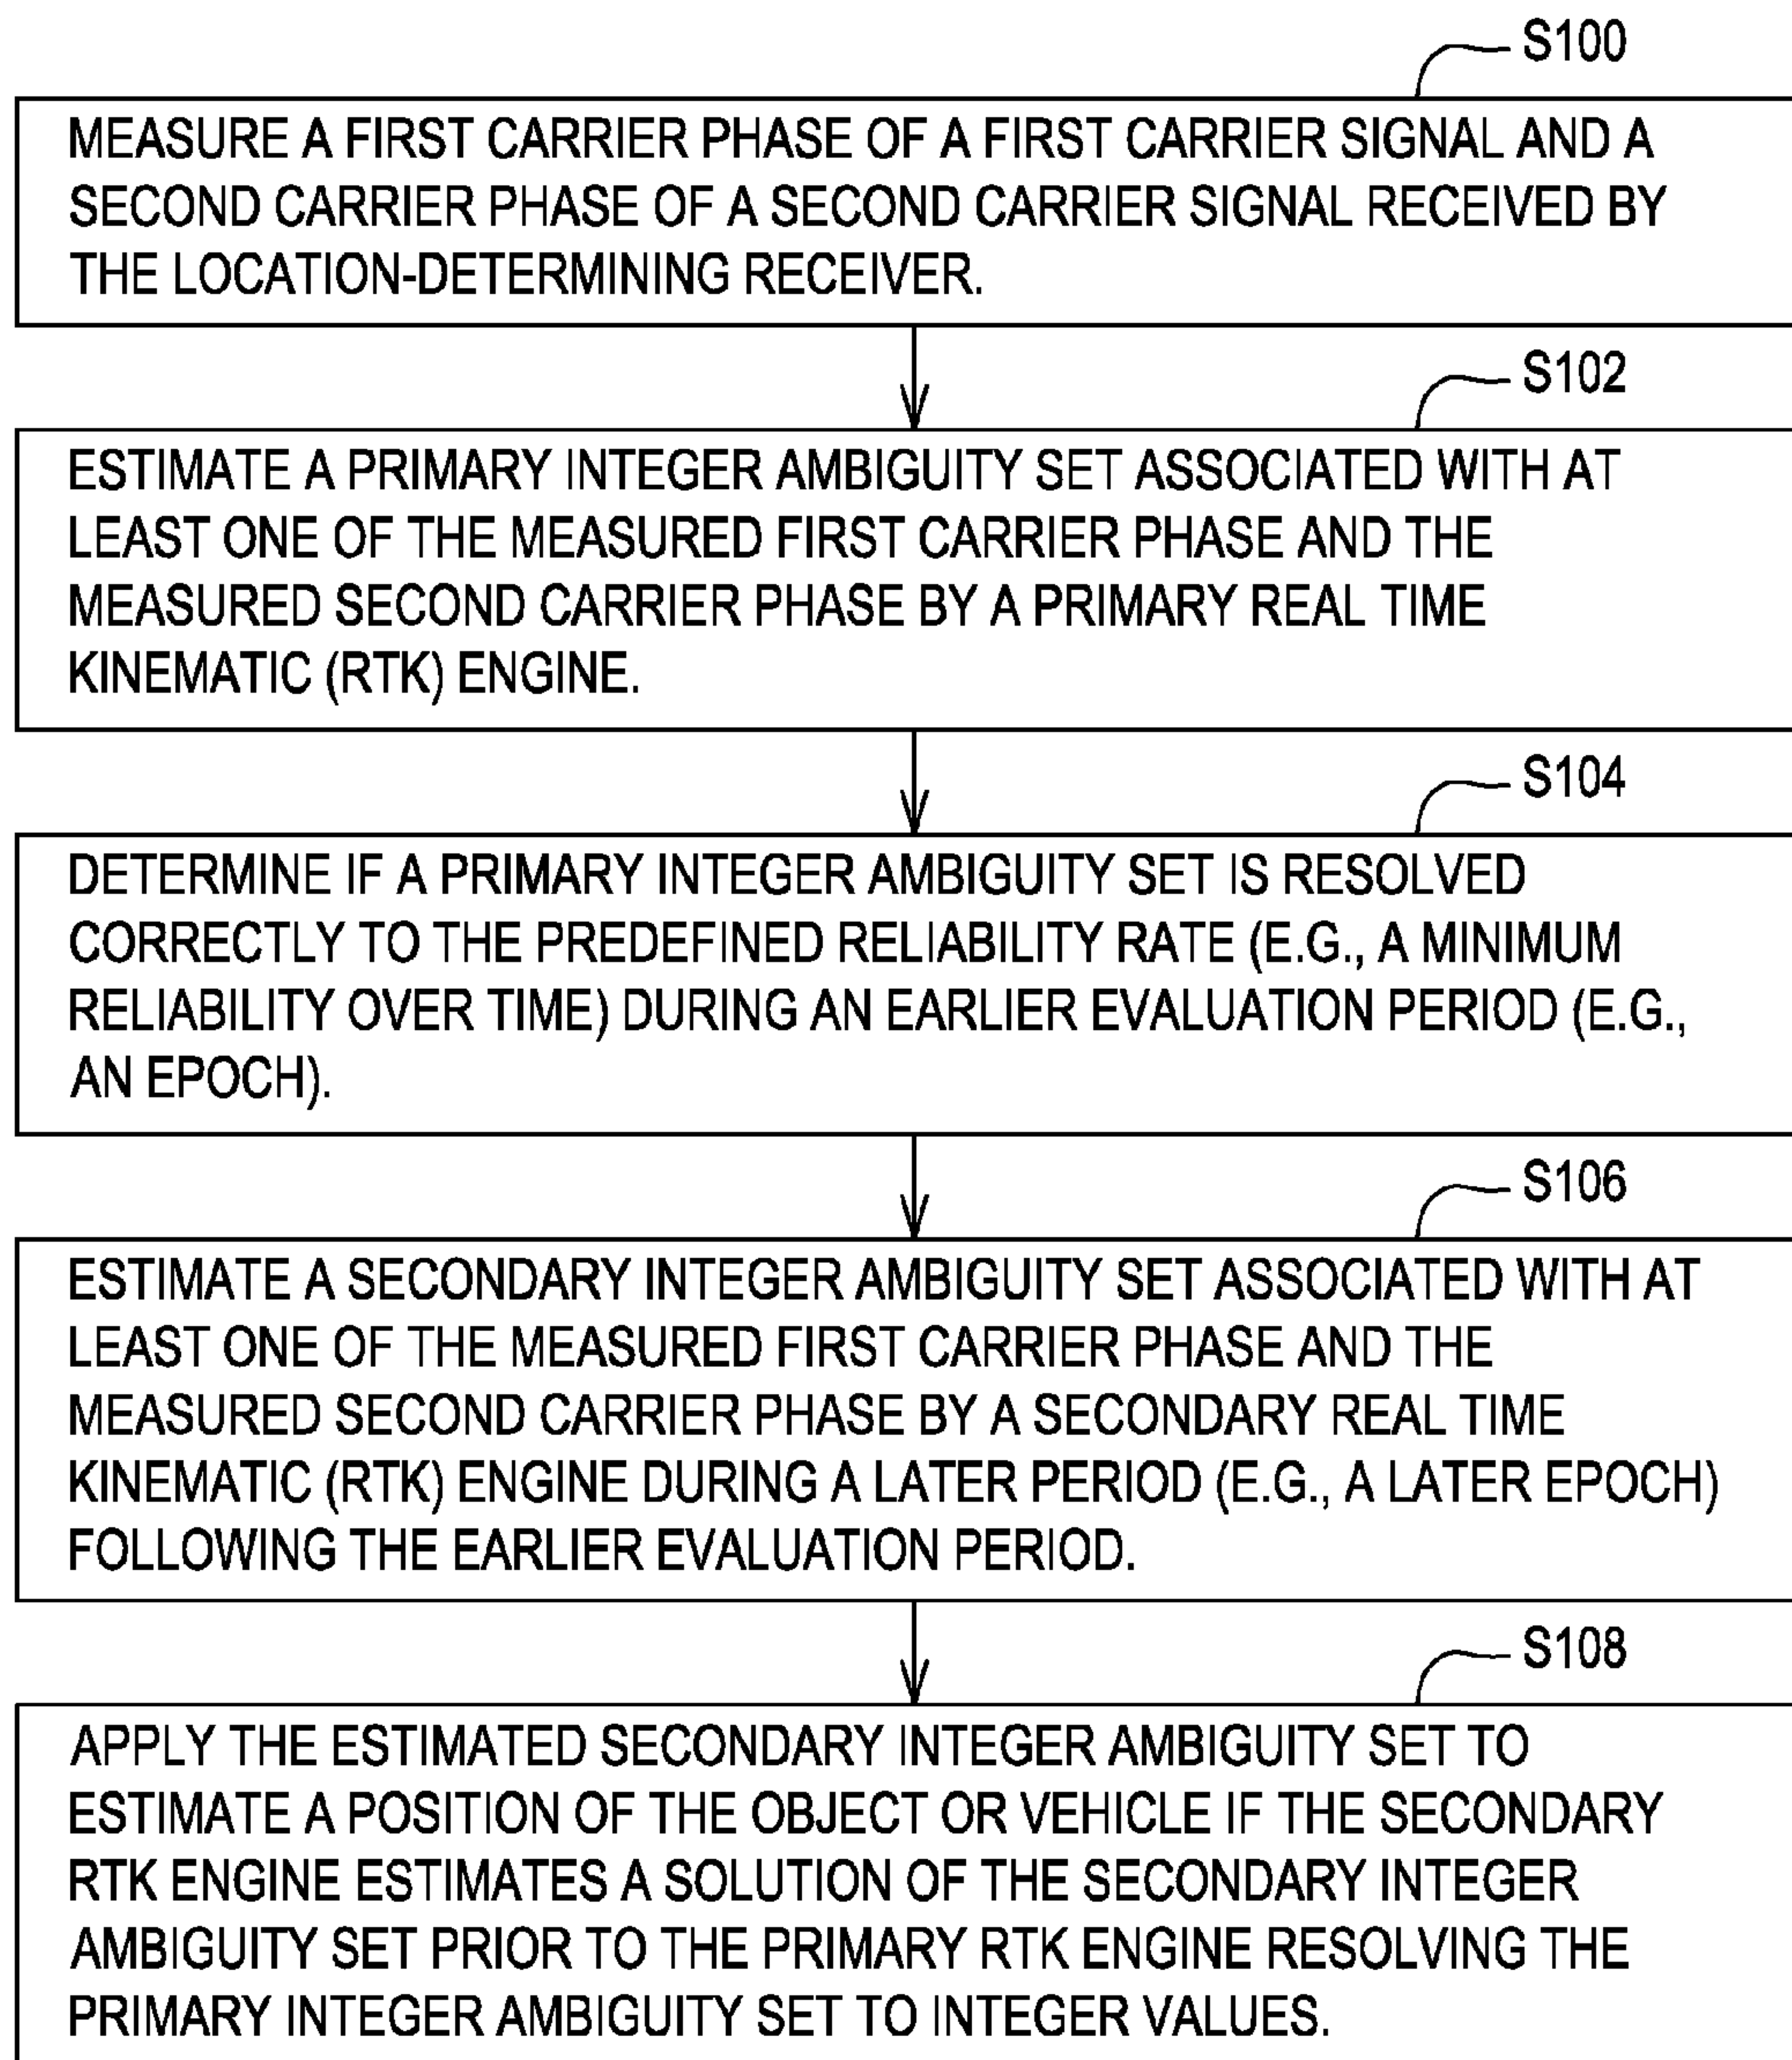 S100
MEASURE A FIRST CARRIER PHASE OF A FIRST CARRIER SIGNAL AND A
SECOND CARRIER PHASE OF A SECOND CARRIER SIGNAL RECEIVED BY
THE LOCATION-DETERMINING RECEIVER.
S102
ESTIMATE A PRIMARY INTEGER AMBIGUITY SET ASSOCIATED WITH AT
LEAST ONE OF THE MEASURED FIRST CARRIER PHASE AND THE
MEASURED SECOND CARRIER PHASE BY A PRIMARY REAL TIME
KINEMATIC (RTK) ENGINE.
S104
DETERMINE IF A PRIMARY INTEGER AMBIGUITY SET IS RESOLVED
CORRECTLY TO THE PREDEFINED RELIABILITY RATE (E.G., A MINIMUM
RELIABILITY OVER TIME) DURING AN EARLIER EVALUATION PERIOD (E.G.,
AN EPOCH).
S106
ESTIMATE A SECONDARY INTEGER AMBIGUITY SET ASSOCIATED WITH AT
LEAST ONE OF THE MEASURED FIRST CARRIER PHASE AND THE
MEASURED SECOND CARRIER PHASE BY A SECONDARY REAL TIME
KINEMATIC (RTK) ENGINE DURING A LATER PERIOD (E.G., A LATER EPOCH)
FOLLOWING THE EARLIER EVALUATION PERIOD.
S108
APPLY THE ESTIMATED SECONDARY INTEGER AMBIGUITY SET TO
ESTIMATE A POSITION OF THE OBJECT OR VEHICLE IF THE SECONDARY
RTK ENGINE ESTIMATES A SOLUTION OF THE SECONDARY INTEGER
AMBIGUITY SET PRIOR TO THE PRIMARY RTK ENGINE RESOLVING THE
PRIMARY INTEGER AMBIGUITY SET TO INTEGER VALUES.